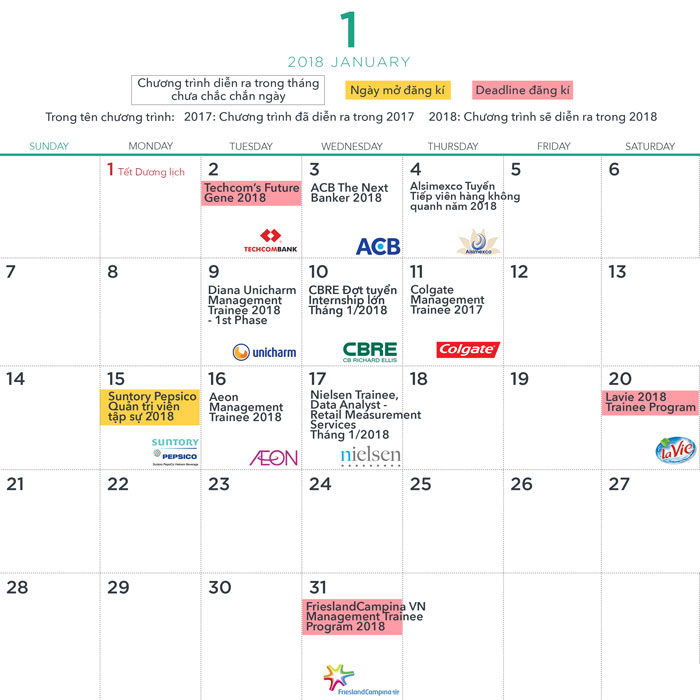 1
2018 JANUARY
Chương trình diễn ra trong tháng
chưa chắc chắn ngày
Ngày mở đăng kí
Deadline đăng kí
Trong tên chương trình: 2017: Chương trình đã diễn ra trong 2017 2018: Chương trình sẽ diễn ra trong 2018
SUNDAY MONDAY TUESDAY WEDNESDAY THURSDAY FRIDAY SATURDAY
1 Tết Dương lịch
2
Techcom's Future
Gene 2018
TECHCOMBANK
3
ACB The Next
Banker 2018
ACB
4
Alsimexco Tuyển
Tiếp viên hàng không
quanh năm 2018
Alsimexco
5
6
7
8
9
Diana Unicharm
Management
Trainee 2018
- 1st Phase
unicharm
10
CBRE Đợt tuyển
Internship lớn
Tháng 1/2018
CBRE
CB RICHARD ELLIS
11
Colgate
Management
Trainee 2017
Colgate
12
13
14
15
Suntory Pepsico
Quản trị viên
tập sự 2018
SUNTORY
PEPSICO
Suntory PepsiCo Vietnam Beverage
16
Aeon
Management
Trainee 2018
ÆON
17
Nielsen Trainee,
Data Analyst -
Retail Measurement
Services
Tháng 1/2018
nielsen
18
19
20
Lavie 2018
Trainee Program
laVie
21
22
23
24
25
26
27
28
29
30
31
FrieslandCampina VN
Management Trainee
Program 2018
FrieslandCampina